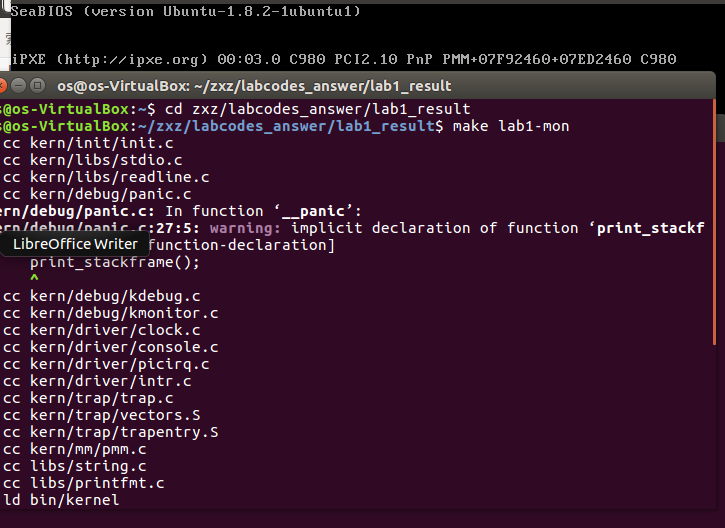 SeaBIOS (version Ubuntu-1.8.2-1ubuntu1)
iPXE (http://ipxe.org) 00:03.0 C980 PCI2.10 PnP PMM+07F92460+07ED2460 C980
os@os-VirtualBox: ~/zxz/labcodes_answer/lab1_result
s@os-VirtualBox:~$ cd zxz/labcodes_answer/lab1_result
s@os-VirtualBox:~/zxz/labcodes_answer/lab1_result$ make lab1-mon
cc kern/init/init.c
cc kern/libs/stdio.c
cc kern/libs/readline.c
cc kern/debug/panic.c
ern/debug/panic.c: In function ‘__panic’:
ern/debug/panic.c:27:5: warning: implicit declaration of function ‘print_stackf
LibreOffice Writer
function-declaration]
print_stackframe();
^
cc kern/debug/kdebug.c
cc kern/debug/kmonitor.c
cc kern/driver/clock.c
cc kern/driver/console.c
cc kern/driver/picirq.c
cc kern/driver/intr.c
cc kern/trap/trap.c
cc kern/trap/vectors.S
cc kern/trap/trapentry.S
cc kern/mm/pmm.c
cc libs/string.c
cc libs/printfmt.c
ld bin/kernel